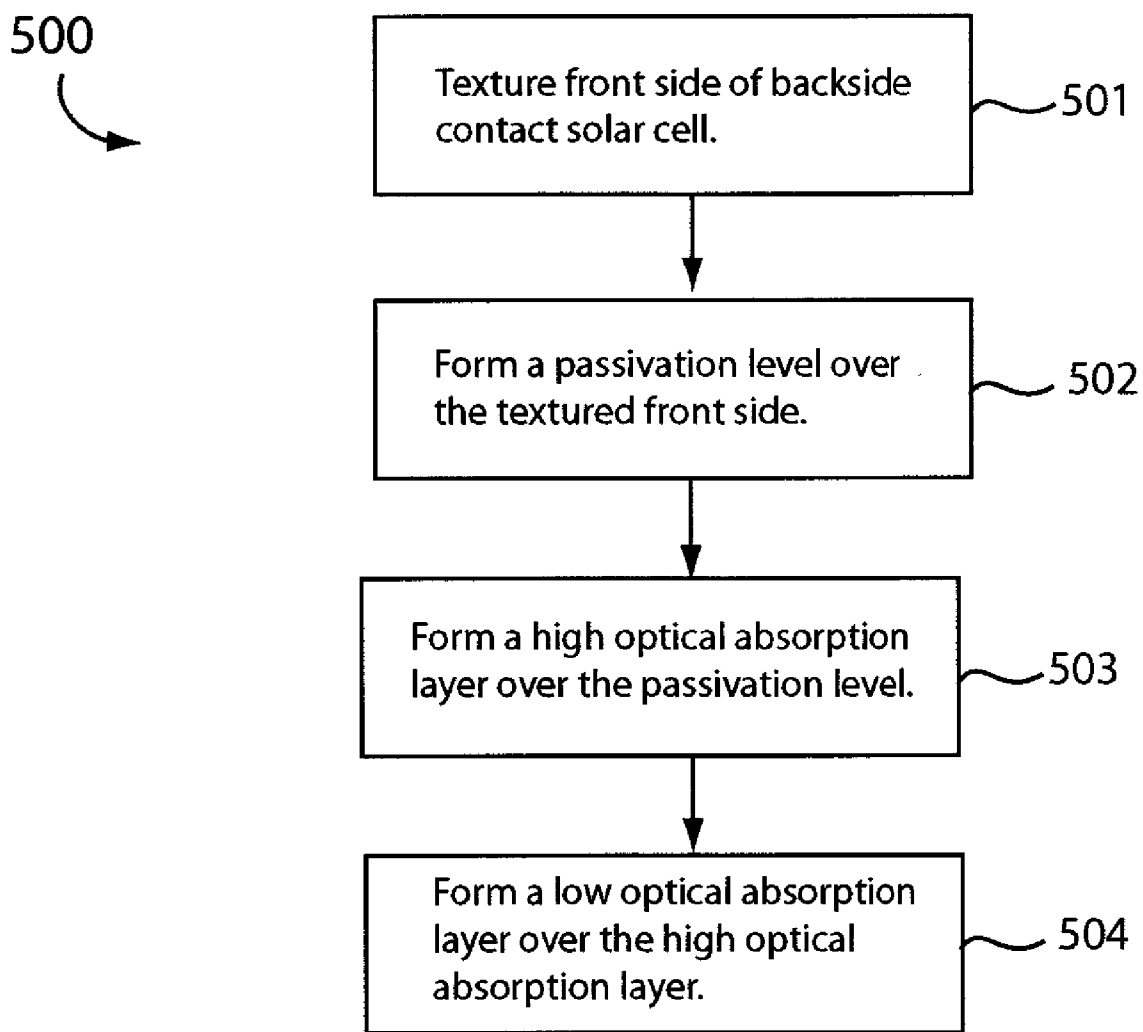 500
Texture front side of backside
contact solar cell.
501
Form a passivation level over
the textured front side.
502
Form a high optical absorption
layer over the passivation level.
503
Form a low optical absorption
layer over the high optical
absorption layer.
504